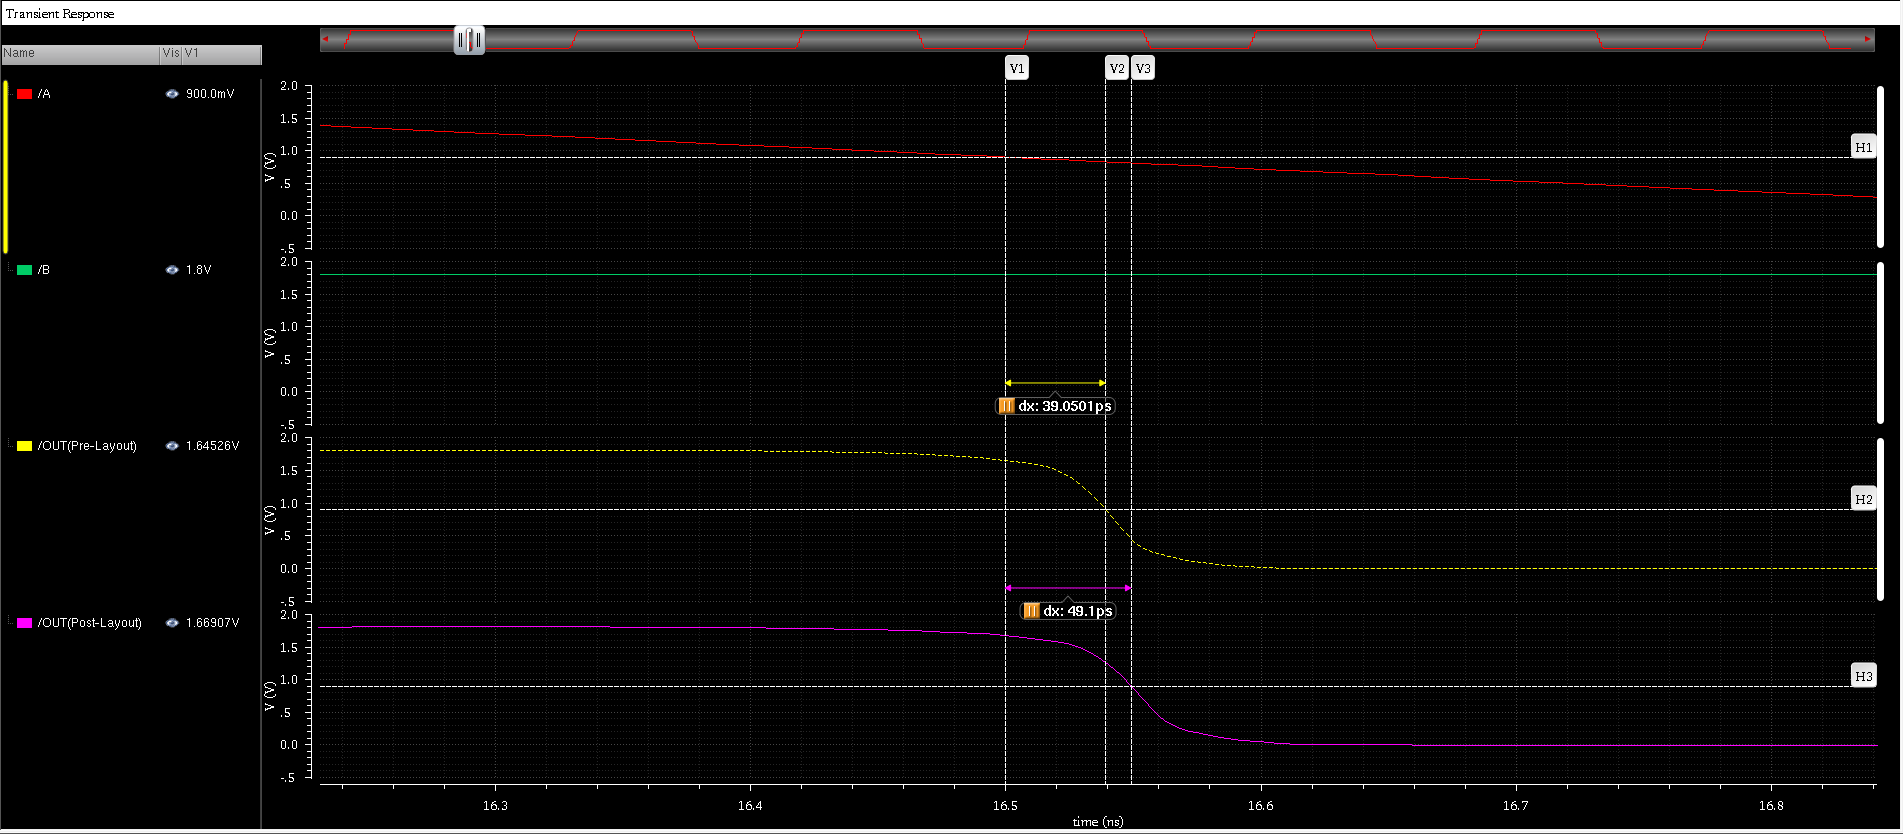 Transient Response
Name Vis V1
V1 V2 V3
/A 900.0mV
2.0
1.5
1.0
.5
0.0
-.5
V (V)
H1
/B 1.8V
2.0
1.5
1.0
.5
0.0
-.5
V (V)
dx: 39.0501ps
/OUT(Pre-Layout) 1.64526V
2.0
1.5
1.0
.5
0.0
-.5
V (V)
H2
dx: 49.1ps
/OUT(Post-Layout) 1.66907V
2.0
1.5
1.0
.5
0.0
-.5
V (V)
H3
16.3 16.4 16.5 16.6 16.7 16.8
time (ns)